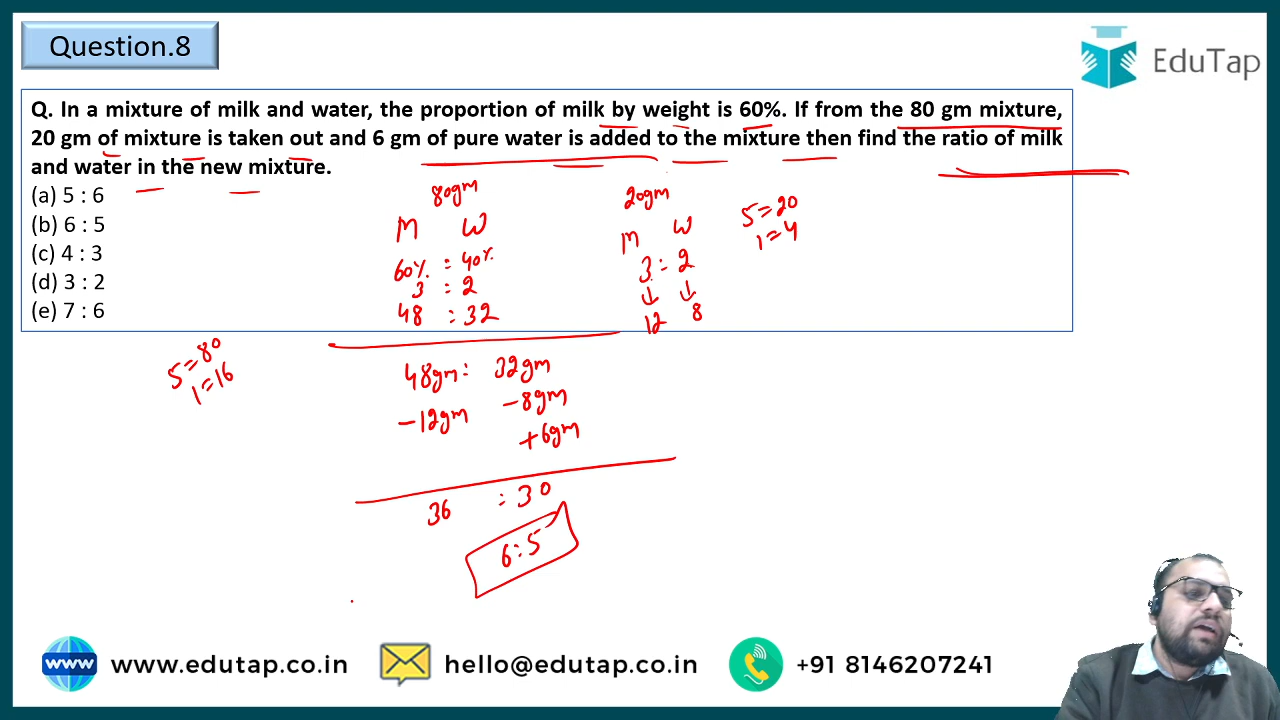 Question.8
EduTap
Q. In a mixture of milk and water, the proportion of milk by weight is 60%. If from the 80 gm mixture,
20 gm of mixture is taken out and 6 gm of pure water is added to the mixture then find the ratio of milk
and water in the new mixture.
(a) 5 : 6
(b) 6 : 5
(c) 4 : 3
(d) 3 : 2
(e) 7 : 6
80gm
M W
60% : 40%
3 : 2
48 : 32
20gm
M W
3 : 2
↓ ↓
12 8
5 = 20
1 = 4
5 = 80
1 = 16
48gm : 32gm
-12gm -8gm
+6gm
36 : 30
6:5
www www.edutap.co.in
hello@edutap.co.in
+91 8146207241